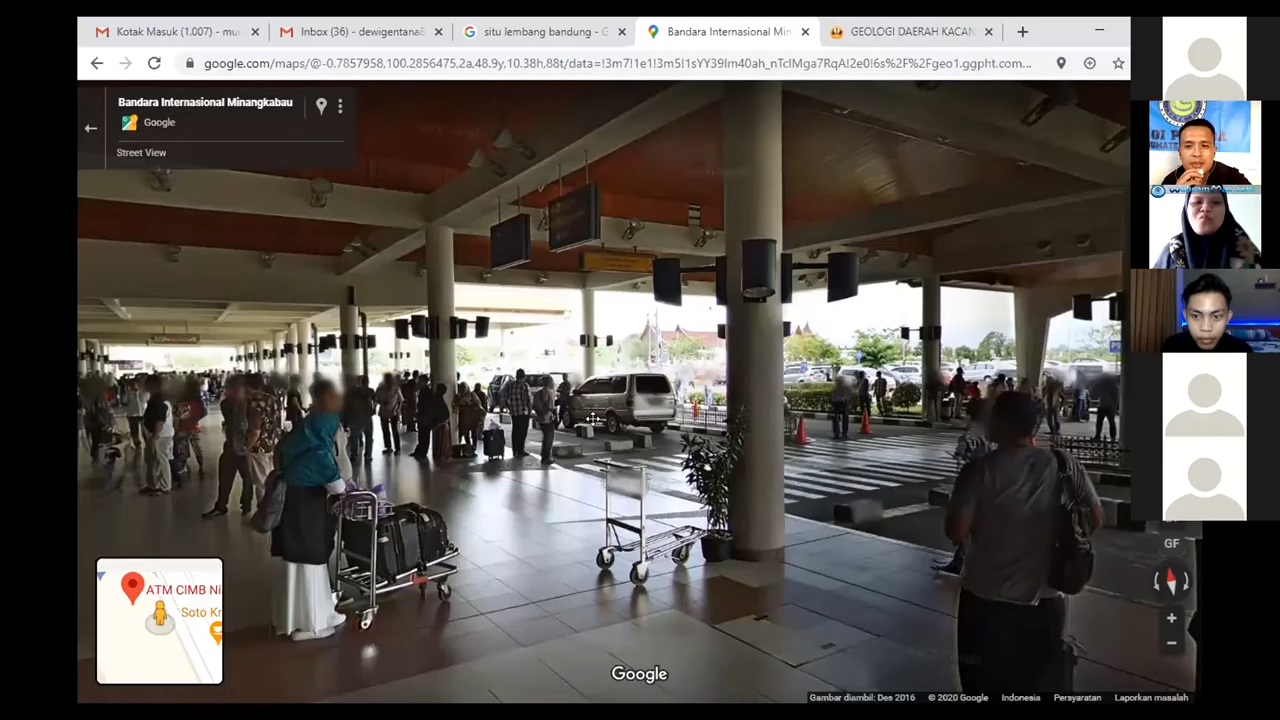 Kotak Masuk (1.007) - mu
Inbox (36) - dewigentana8
situ lembang bandung - G
Bandara Internasional Min
GEOLOGI DAERAH KACAN
google.com/maps/@-0.7857958,100.2856475,2a,48.9y,10.38h,88t/data=!3m7!1e1!3m5!1sYY39Im40ah_nTclMga7RqA!2e0!6s%2F%2Fgeo1.ggpht.com...
Bandara Internasional Minangkabau
Google
Street View
ATM CIMB Ni
Soto Kr
GF
Google
Gambar diambil: Des 2016 © 2020 Google Indonesia Persyaratan Laporkan masalah